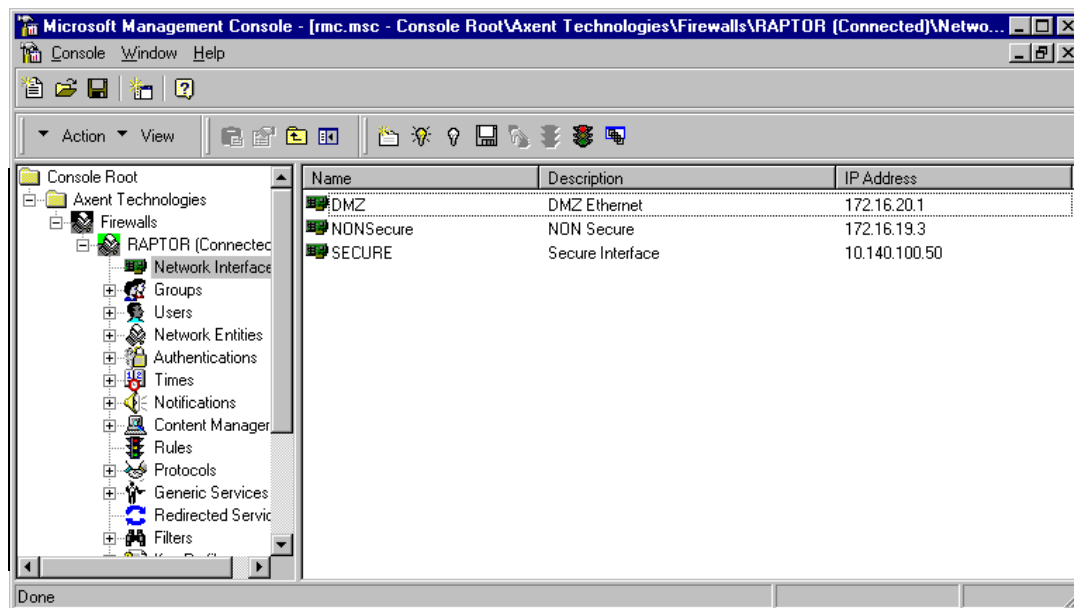 Microsoft Management Console - [rmc.msc - Console Root\Axent Technologies\Firewalls\RAPTOR (Connected)\Netwo...
Console Window Help
Action View
Console Root
Axent Technologies
Firewalls
RAPTOR (Connected
Network Interface
Groups
Users
Network Entities
Authentications
Times
Notifications
Content Manager
Rules
Protocols
Generic Services
Redirected Servic
Filters
Name Description IP Address
DMZ DMZ Ethernet 172.16.20.1
NONSecure NON Secure 172.16.19.3
SECURE Secure Interface 10.140.100.50
Done